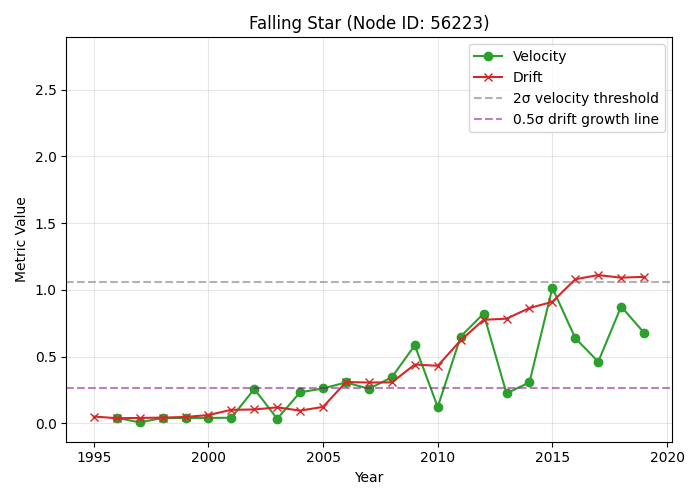 Falling Star (Node ID: 56223)
Velocity
Drift
2σ velocity threshold
0.5σ drift growth line
Metric Value
2.5
2.0
1.5
1.0
0.5
0.0
1995
2000
2005
2010
2015
2020
Year